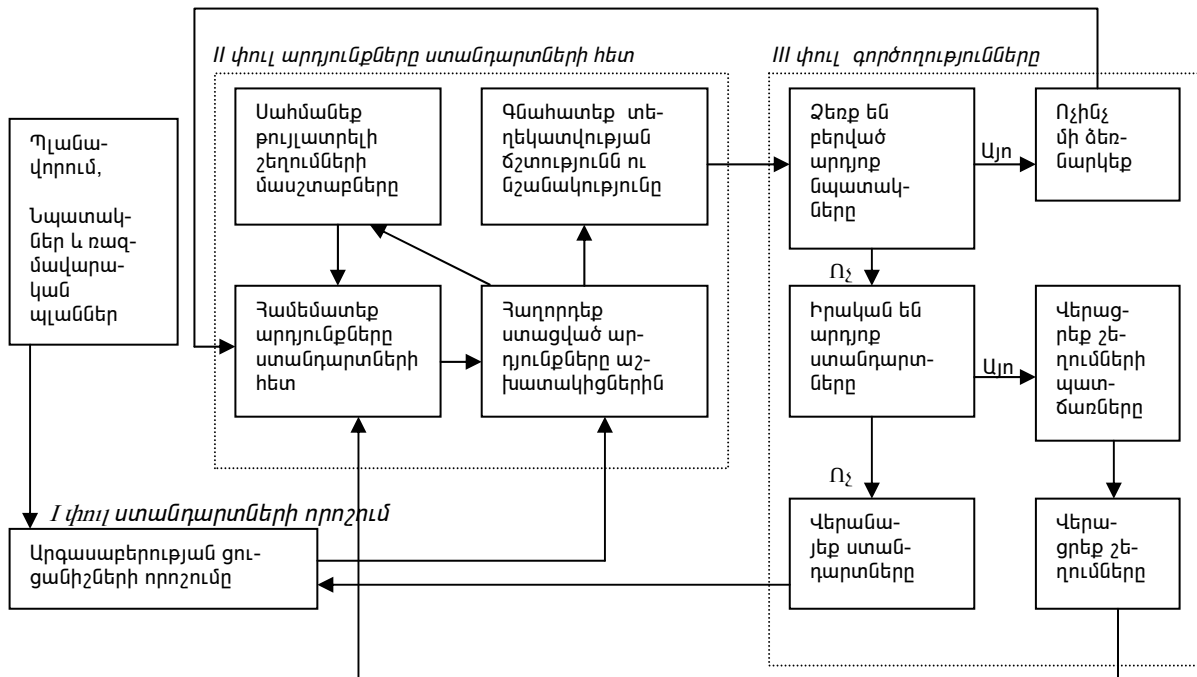 II փուլ արդյունքները ստանդարտների հետ
III փուլ գործողությունները
Պլանա-
վորում,
Նպատակ-
ներ և ռազ-
մավարա-
կան
պլաններ
Սահմանեք
թույլատրելի
շեղումների
մասշտաբները
Գնահատեք տե-
ղեկատվության
ճշտությունն ու
նշանակությունը
Ձեռք են
բերված
արդյոք
նպատակ-
ները
Այո
Ոչինչ
մի ձեռ-
նարկեք
Ոչ
Համեմատեք
արդյունքները
ստանդարտների
հետ
Հաղորդեք
ստացված ար-
դյունքները աշ-
խատակիցներին
Իրական են
արդյոք
ստանդարտ-
ները
Այո
Վերաց-
րեք շե-
ղումների
պատ-
ճառները
Ոչ
I փուլ ստանդարտների որոշում
Արգասաբերության ցու-
ցանիշների որոշումը
Վերանա-
յեք ստան-
դարտները
Վերա-
ցրեք շե-
ղումները